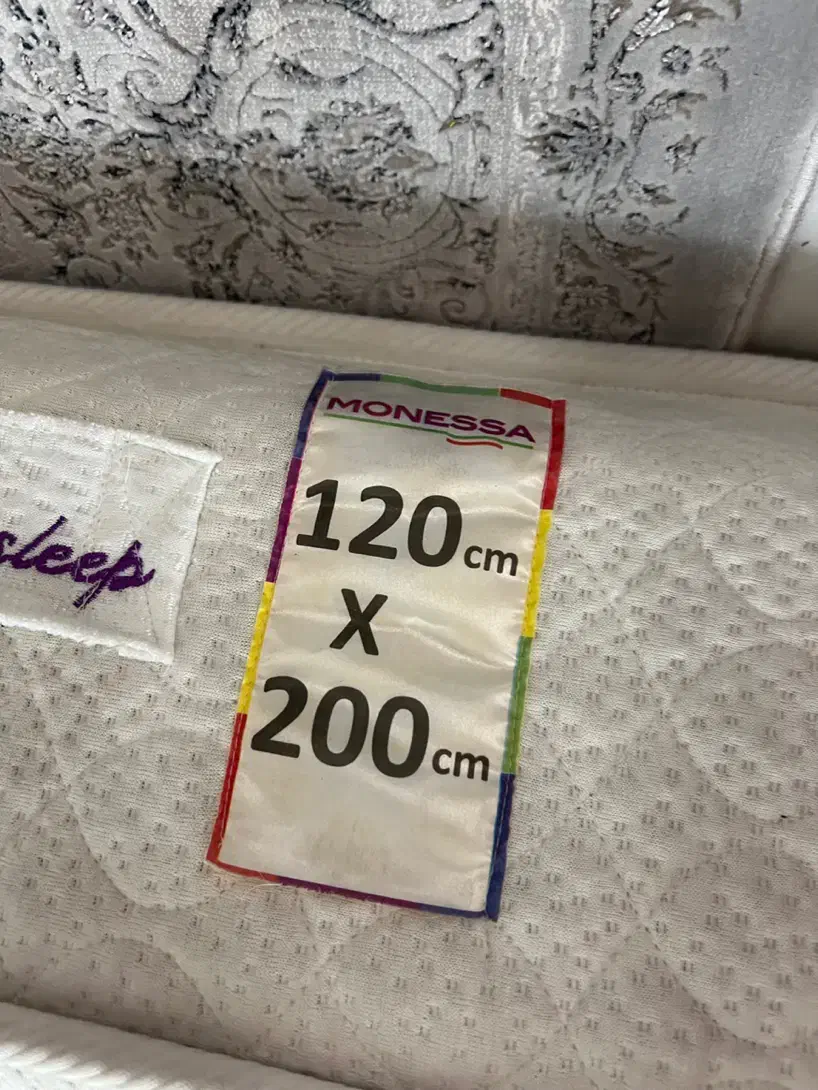 MONESSA
120cm
X
200cm
sleep